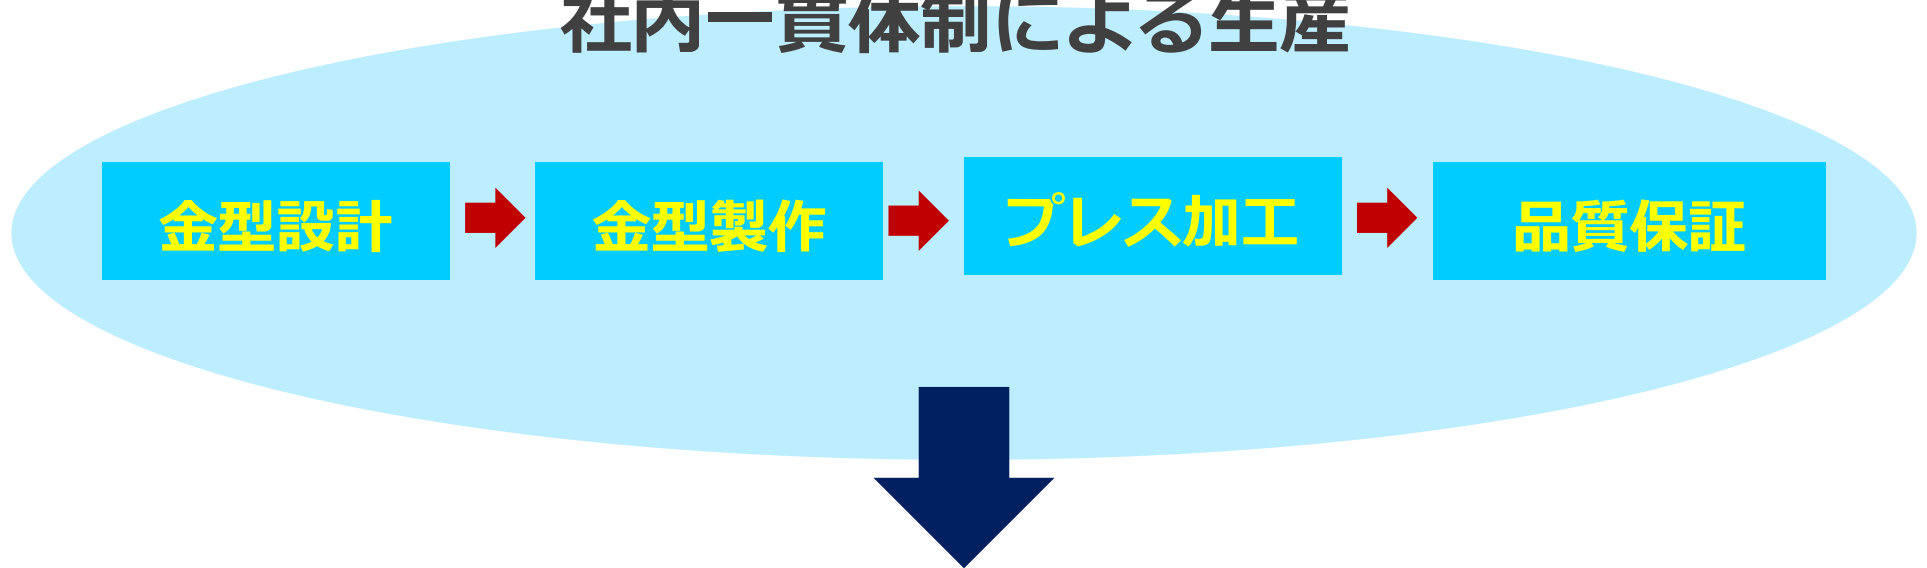 社内一貫体制による生産
金型設計
金型製作
プレス加工
品質保証